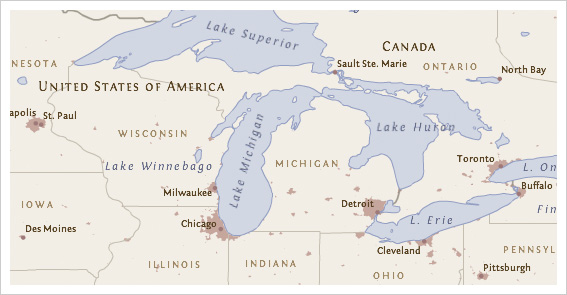 Lake Superior
CANADA
NESOTA
ONTARIO
Sault Ste. Marie
North Bay
UNITED STATES OF AMERICA
apolis
St. Paul
WISCONSIN
Lake Michigan
Lake Huron
Lake Winnebago
MICHIGAN
Toronto
L. On
Milwaukee
Buffalo
IOWA
Detroit
Fin
Chicago
L. Erie
Des Moines
Cleveland
PENNSYL
ILLINOIS
INDIANA
OHIO
Pittsburgh